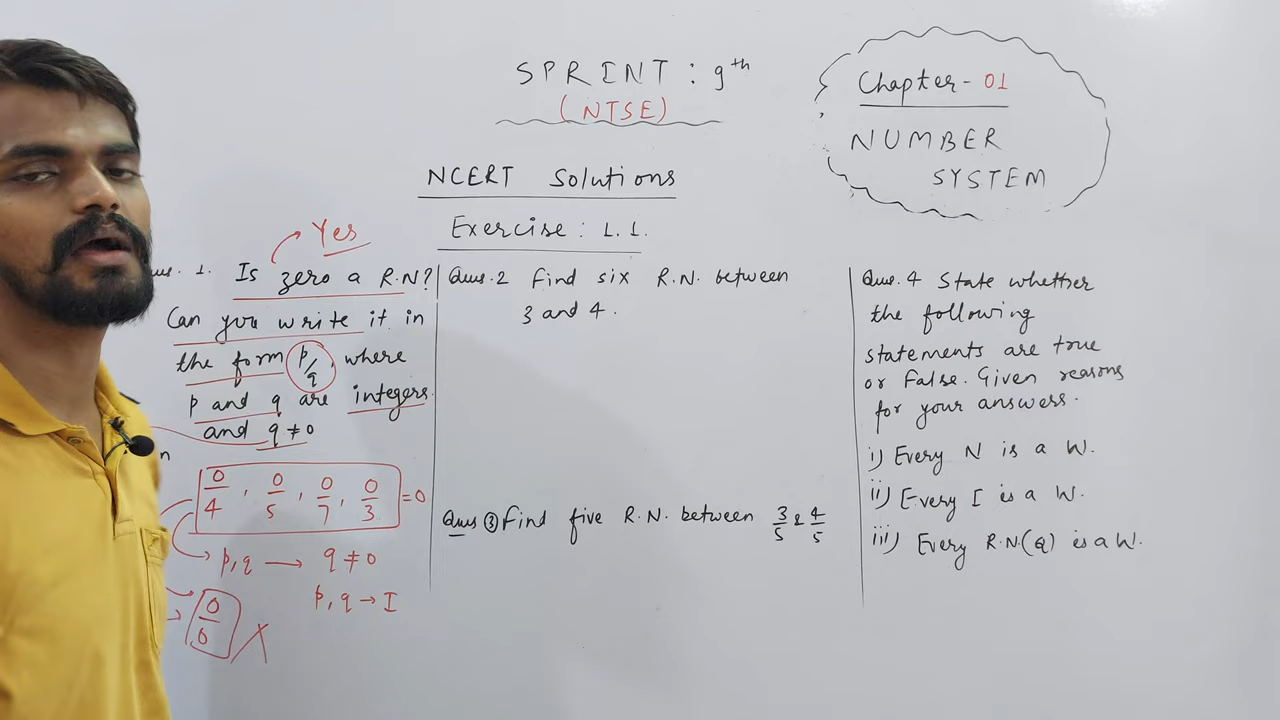 SPRINT : 9th
(NTSE)
Chapter- 01
NUMBER
SYSTEM
NCERT Solutions
Exercise : 1.1.
Yes
1. Is zero a R.N?
Can you write it in
the form p/q, where
p and q are integers
and q ≠ 0
n
0/4, 0/5, 0/7, 0/3 = 0
p, q → q ≠ 0
p, q → I
0/0 X
Ques.2 Find six R.N. between
3 and 4.
Ques ③ Find five R.N. between 3/5 & 4/5
Ques.4 State whether
the following
statements are true
or False. Given reasons
for your answers.
i) Every N is a W.
ii) Every I is a W.
iii) Every R.N.(Q) is a W.